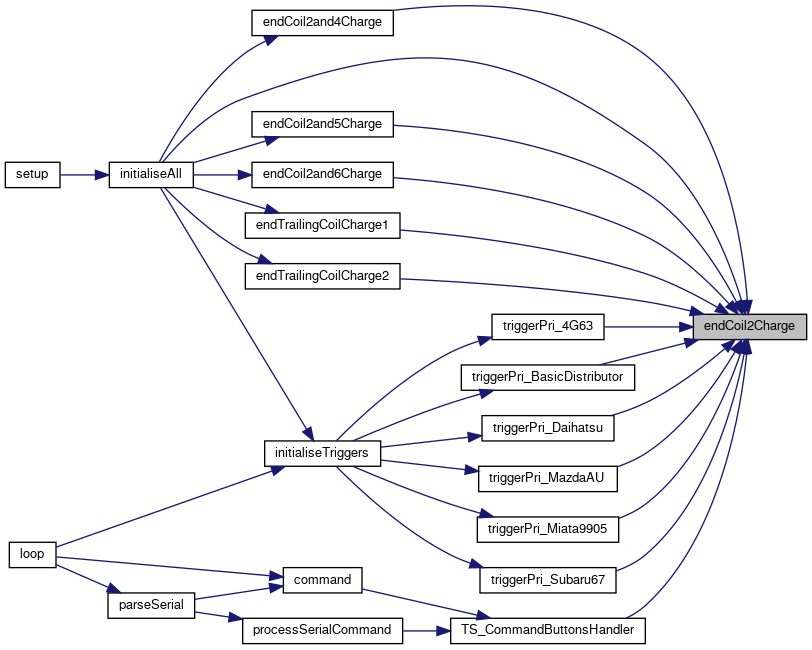 endCoil2and4Charge
endCoil2and5Charge
setup
initialiseAll
endCoil2and6Charge
endTrailingCoilCharge1
endTrailingCoilCharge2
triggerPri_4G63
endCoil2Charge
triggerPri_BasicDistributor
triggerPri_Daihatsu
initialiseTriggers
triggerPri_MazdaAU
triggerPri_Miata9905
loop
command
triggerPri_Subaru67
parseSerial
processSerialCommand
TS_CommandButtonsHandler